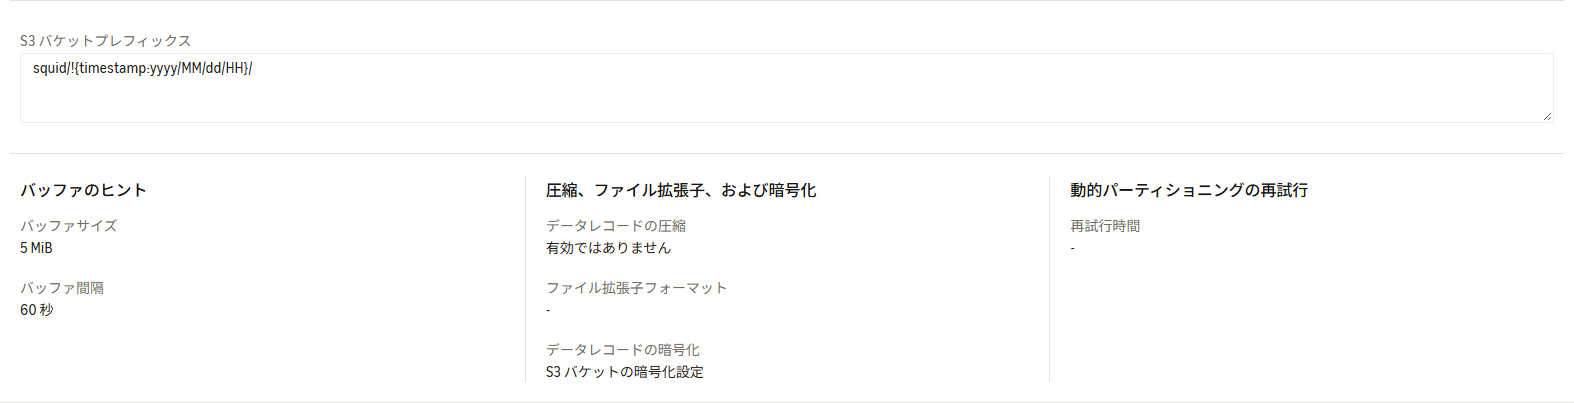 S3 バケットプレフィックス
squid/!{timestamp:yyyy/MM/dd/HH}/
バッファのヒント
バッファサイズ
5 MiB
バッファ間隔
60 秒
圧縮、ファイル拡張子、および暗号化
データレコードの圧縮
有効ではありません
ファイル拡張子フォーマット
-
データレコードの暗号化
S3 バケットの暗号化設定
動的パーティショニングの再試行
再試行時間
-